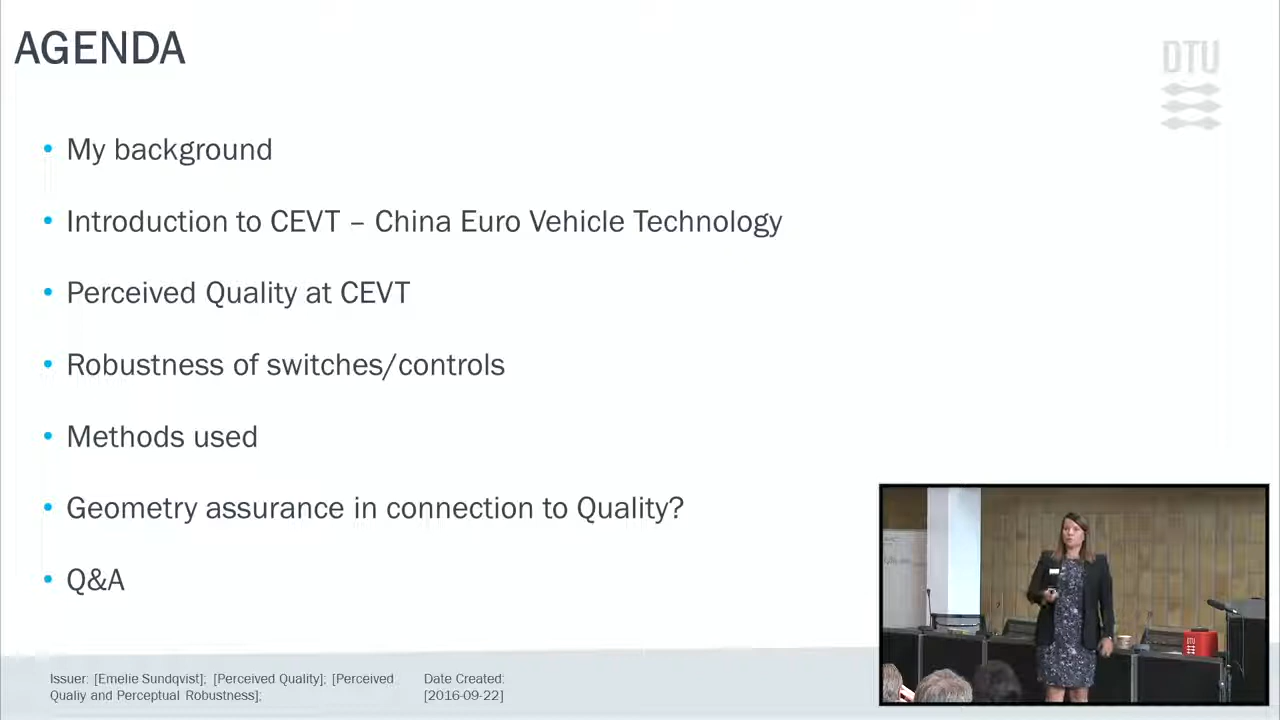 AGENDA
DTU
• My background
• Introduction to CEVT – China Euro Vehicle Technology
• Perceived Quality at CEVT
• Robustness of switches/controls
• Methods used
• Geometry assurance in connection to Quality?
• Q&A
Issuer: [Emelie Sundqvist]; [Perceived Quality]; [Perceived
Qualiy and Perceptual Robustness];
Date Created:
[2016-09-22]
DTU